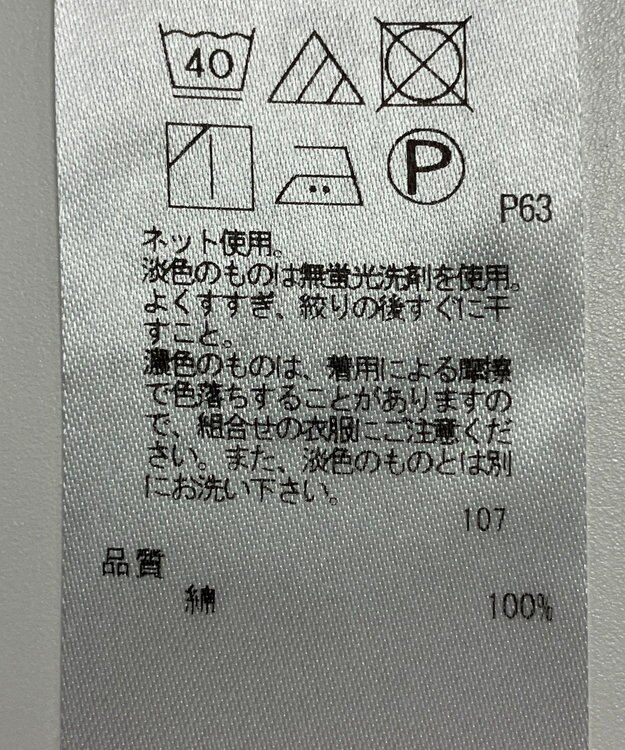 40
P
P63
ネット使用。
淡色のものは無蛍光洗剤を使用。
よくすすぎ、絞りの後すぐに干
すこと。
濃色のものは、着用による摩擦
で色落ちすることがありますの
で、組合せの衣服にご注意くだ
さい。また、淡色のものとは別
にお洗い下さい。
107
品質
綿 100%